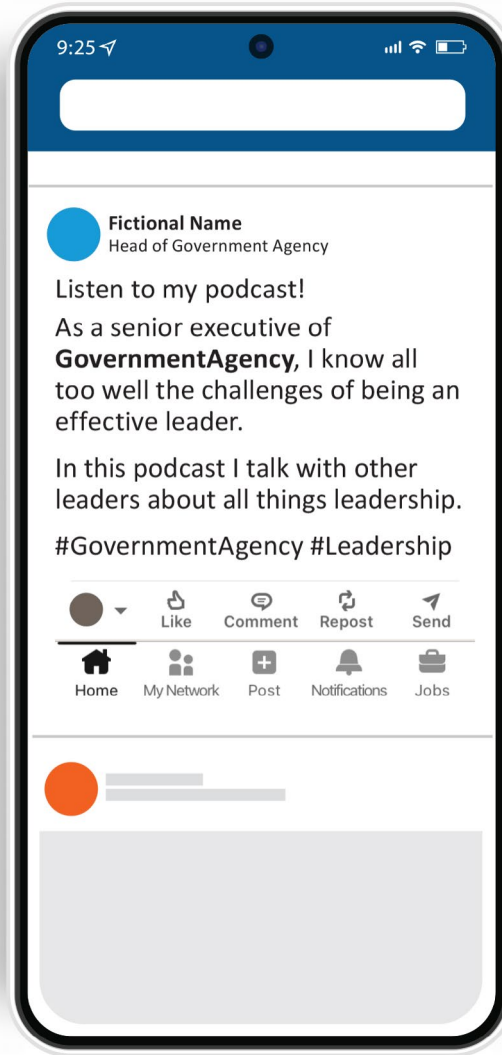 9:25
Fictional Name
Head of Government Agency
Listen to my podcast!
As a senior executive of
GovernmentAgency, I know all
too well the challenges of being an
effective leader.
In this podcast I talk with other
leaders about all things leadership.
#GovernmentAgency #Leadership
Like Comment Repost Send
Home My Network Post Notifications Jobs